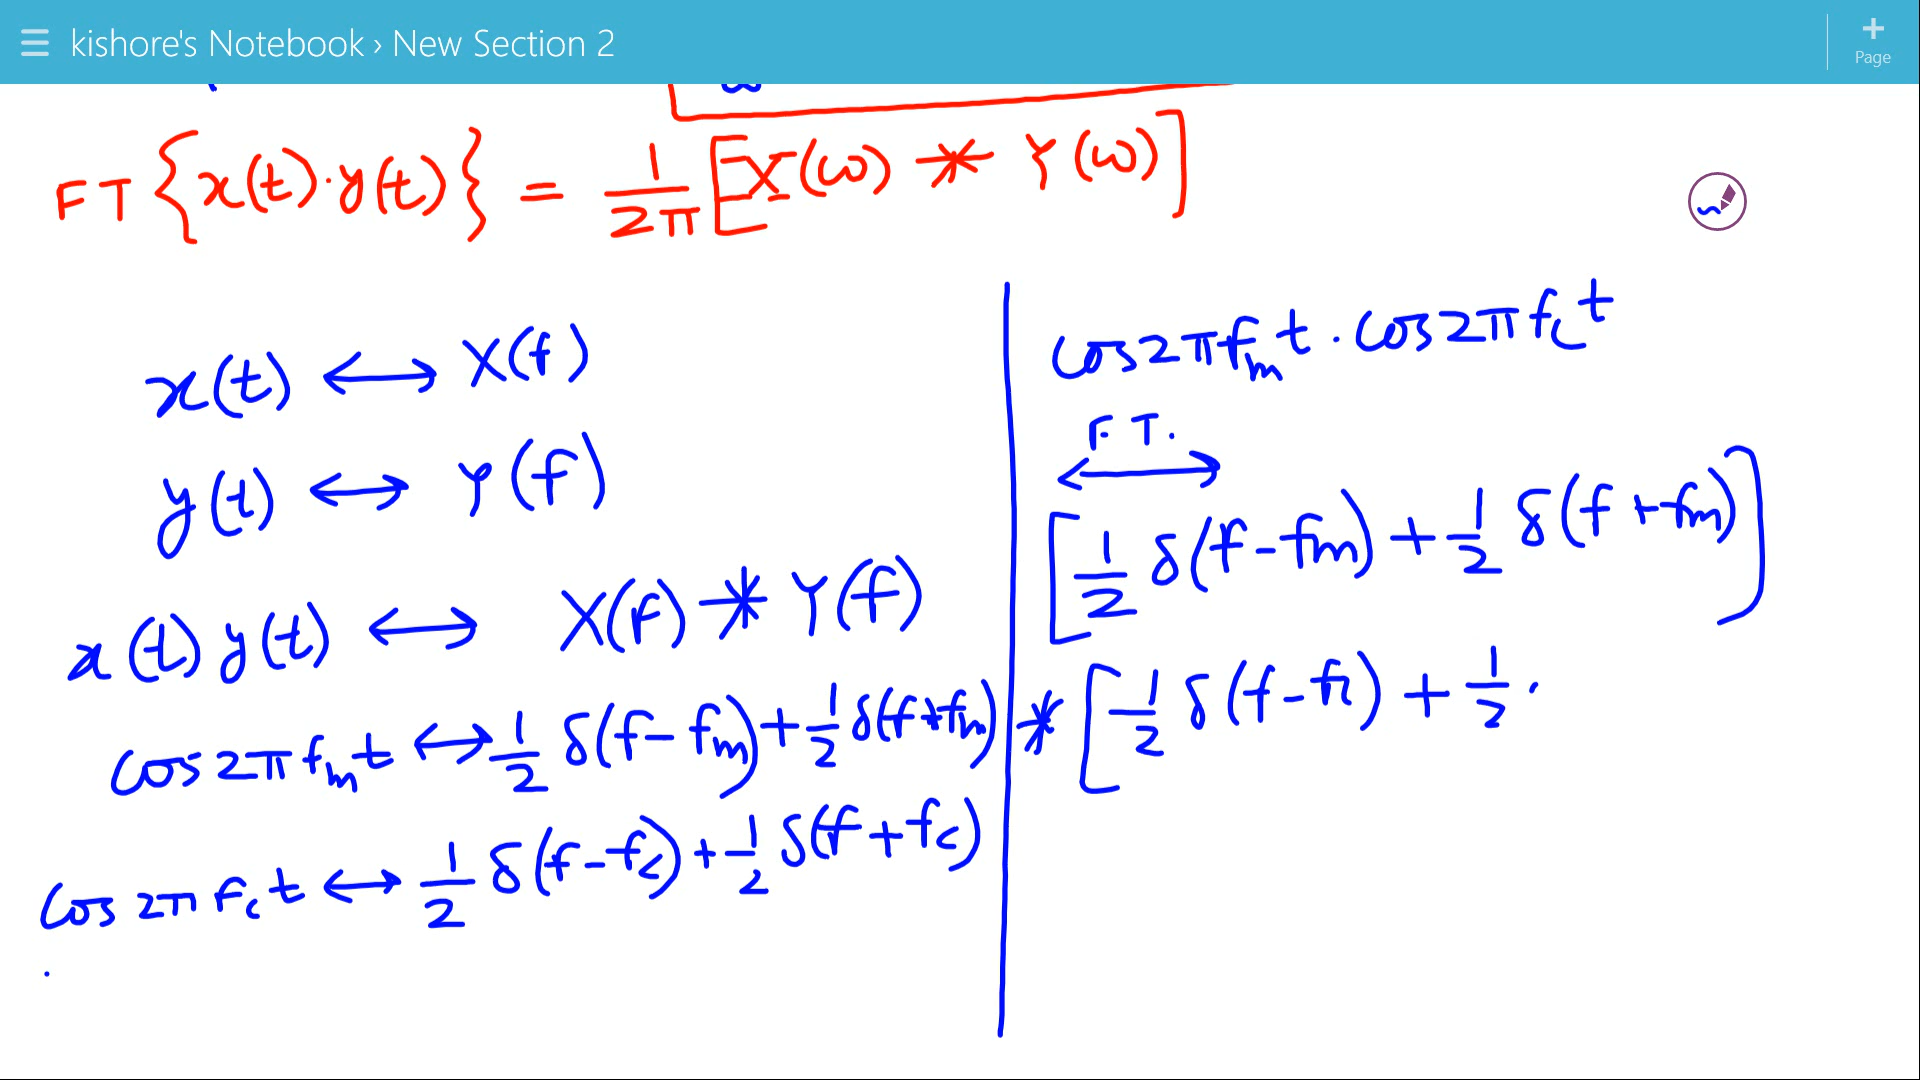 kishore's Notebook › New Section 2
Page
FT{x(t)·y(t)} = 1/2π [X(ω) * Y(ω)]
x(t) ↔ X(f)
y(t) ↔ Y(f)
x(t) y(t) ↔ X(f) * Y(f)
cos 2π fm t ↔ 1/2 δ(f - fm) + 1/2 δ(f + fm)
cos 2π fc t ↔ 1/2 δ(f - fc) + 1/2 δ(f + fc)
cos 2π fm t . cos 2π fc t
F T.
↔
[1/2 δ(f - fm) + 1/2 δ(f + fm)]
* [1/2 δ(f - fc) + 1/2 .